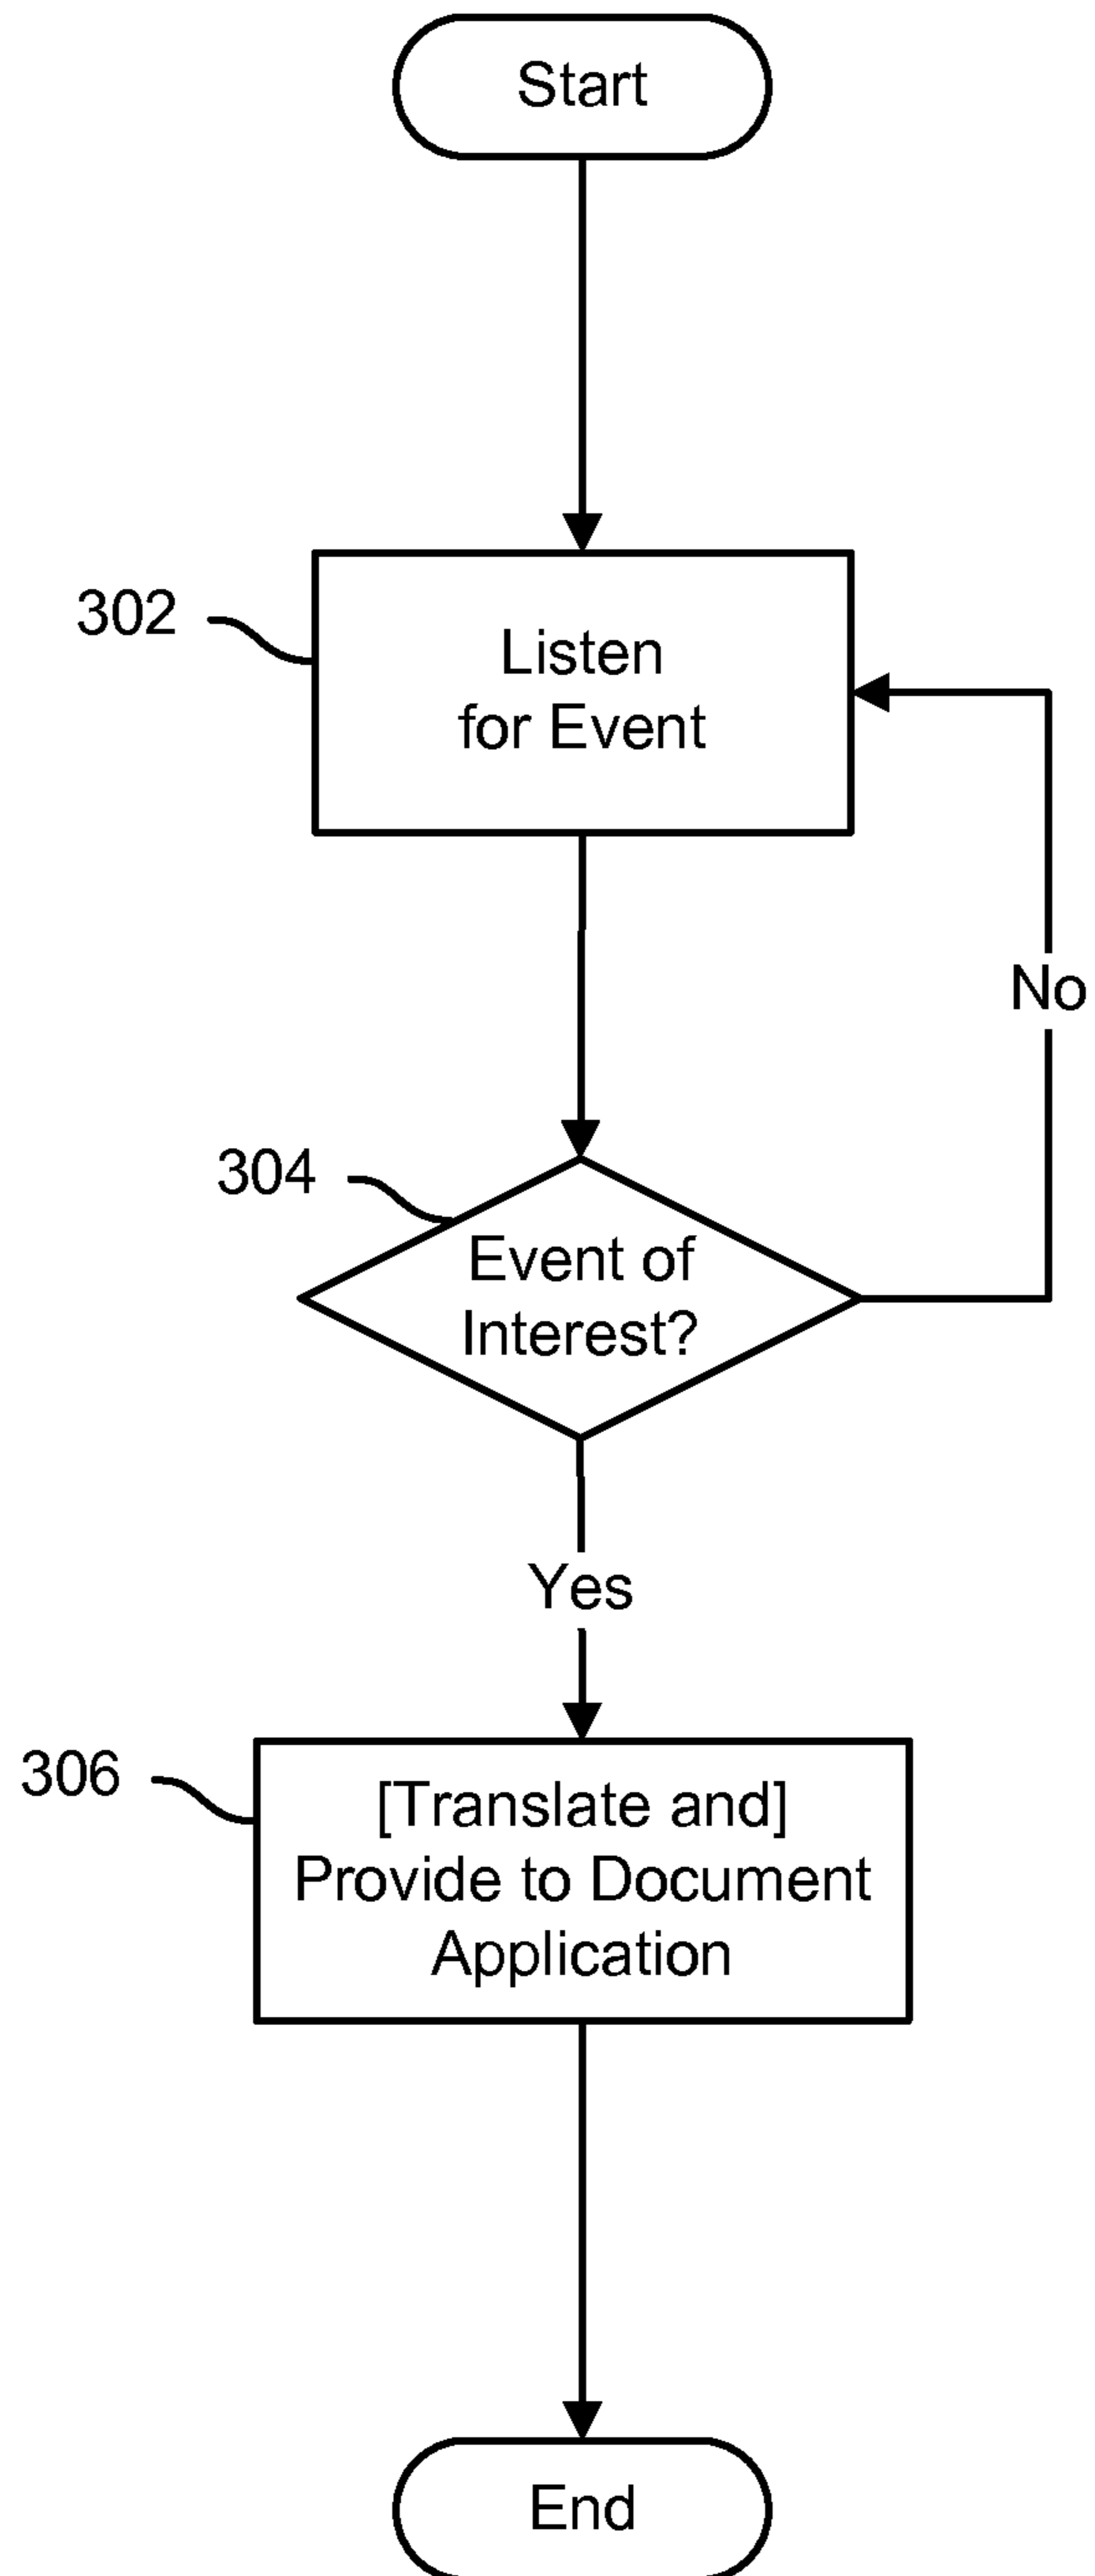 Start
302
Listen
for Event
No
304
Event of
Interest?
Yes
306
[Translate and]
Provide to Document
Application
End